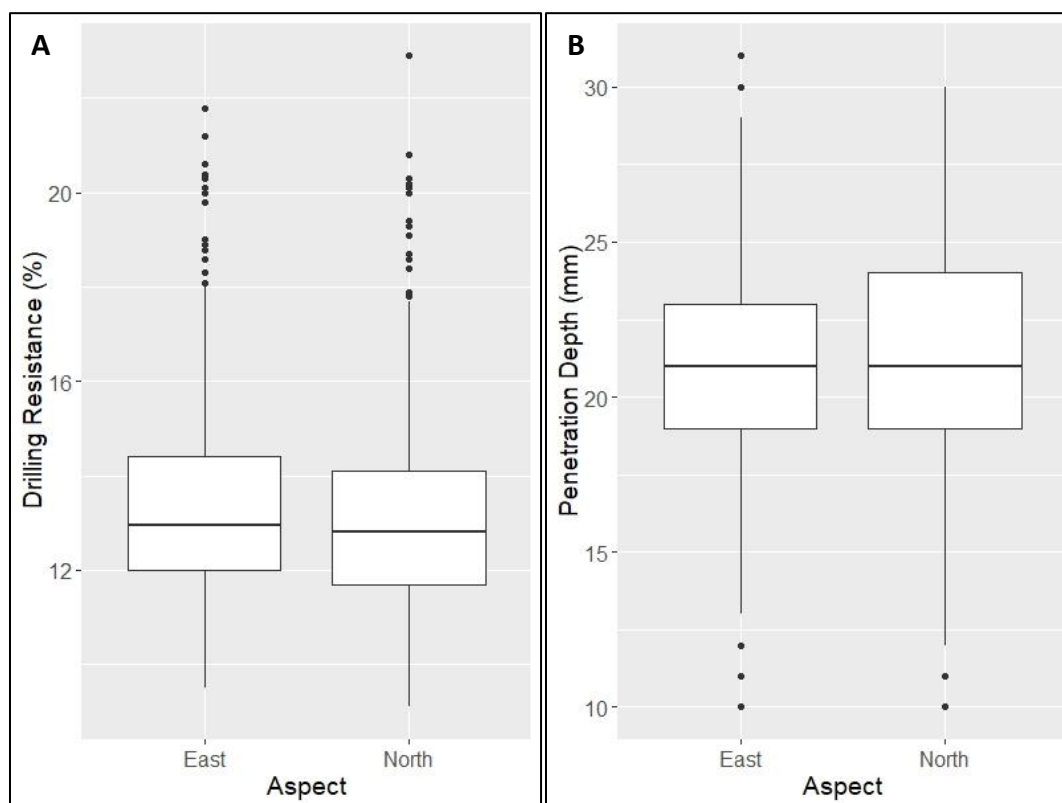 A
Drilling Resistance (%)
20
16
12
East
North
Aspect
B
Penetration Depth (mm)
30
25
20
15
10
East
North
Aspect